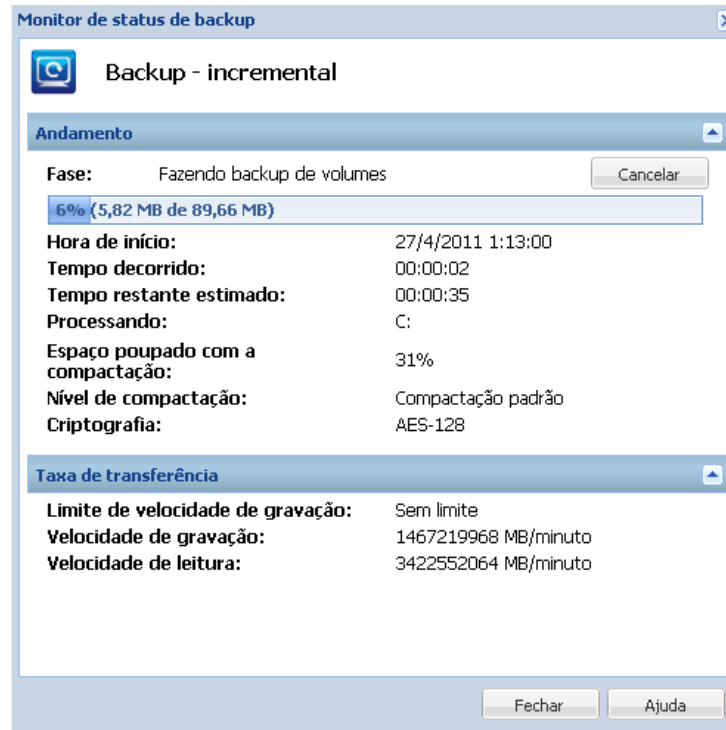 Monitor de status de backup
Backup - incremental
Andamento
Fase: Fazendo backup de volumes Cancelar
6% (5,82 MB de 89,66 MB)
Hora de início: 27/4/2011 1:13:00
Tempo decorrido: 00:00:02
Tempo restante estimado: 00:00:35
Processando: C:
Espaço poupado com a
compactação: 31%
Nível de compactação: Compactação padrão
Criptografia: AES-128
Taxa de transferência
Limite de velocidade de gravação: Sem limite
Velocidade de gravação: 1467219968 MB/minuto
Velocidade de leitura: 3422552064 MB/minuto
Fechar Ajuda